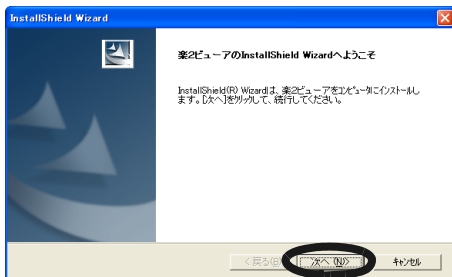 InstallShield Wizard
楽2ビューアのInstallShield Wizardへようこそ
InstallShield(R) Wizardは、楽2ビューアをｺﾝﾋﾟｭｰﾀにｲﾝｽﾄｰﾙし
ます。［次へ］をｸﾘｯｸして、続行してください。
< 戻る(B) 次へ (N)> ｷｬﾝｾﾙ